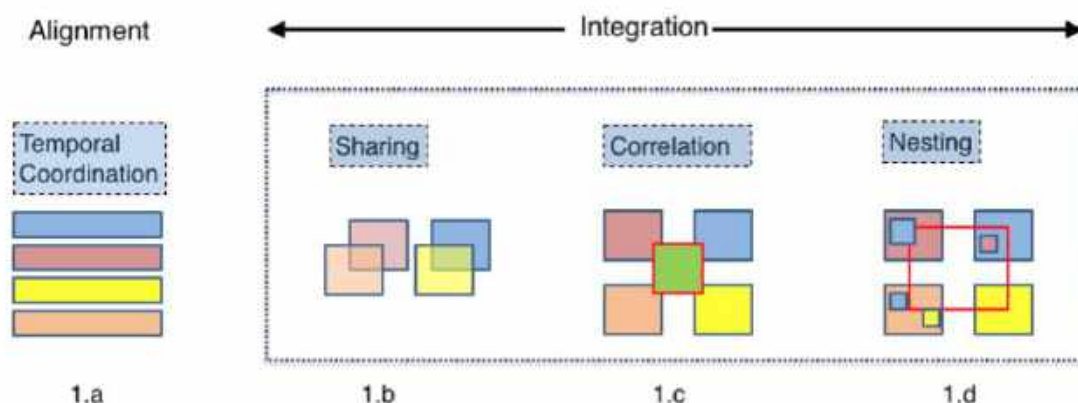 Alignment
Integration
Temporal
Coordination
Sharing
Correlation
Nesting
1.a
1.b
1.c
1.d